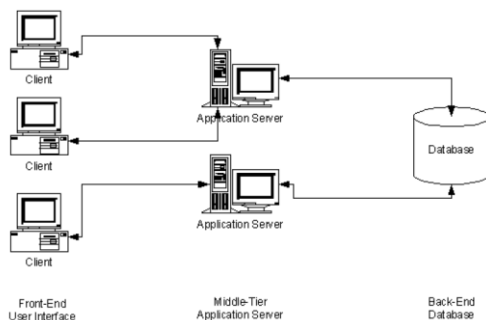 Client
Application Server
Client
Database
Application Server
Client
Front-End
User Interface
Middle-Tier
Application Server
Back-End
Database